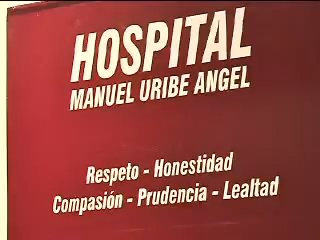 HOSPITAL
MANUEL URIBE ANGEL
Respeto - Honestidad
Compasión - Prudencia - Lealtad